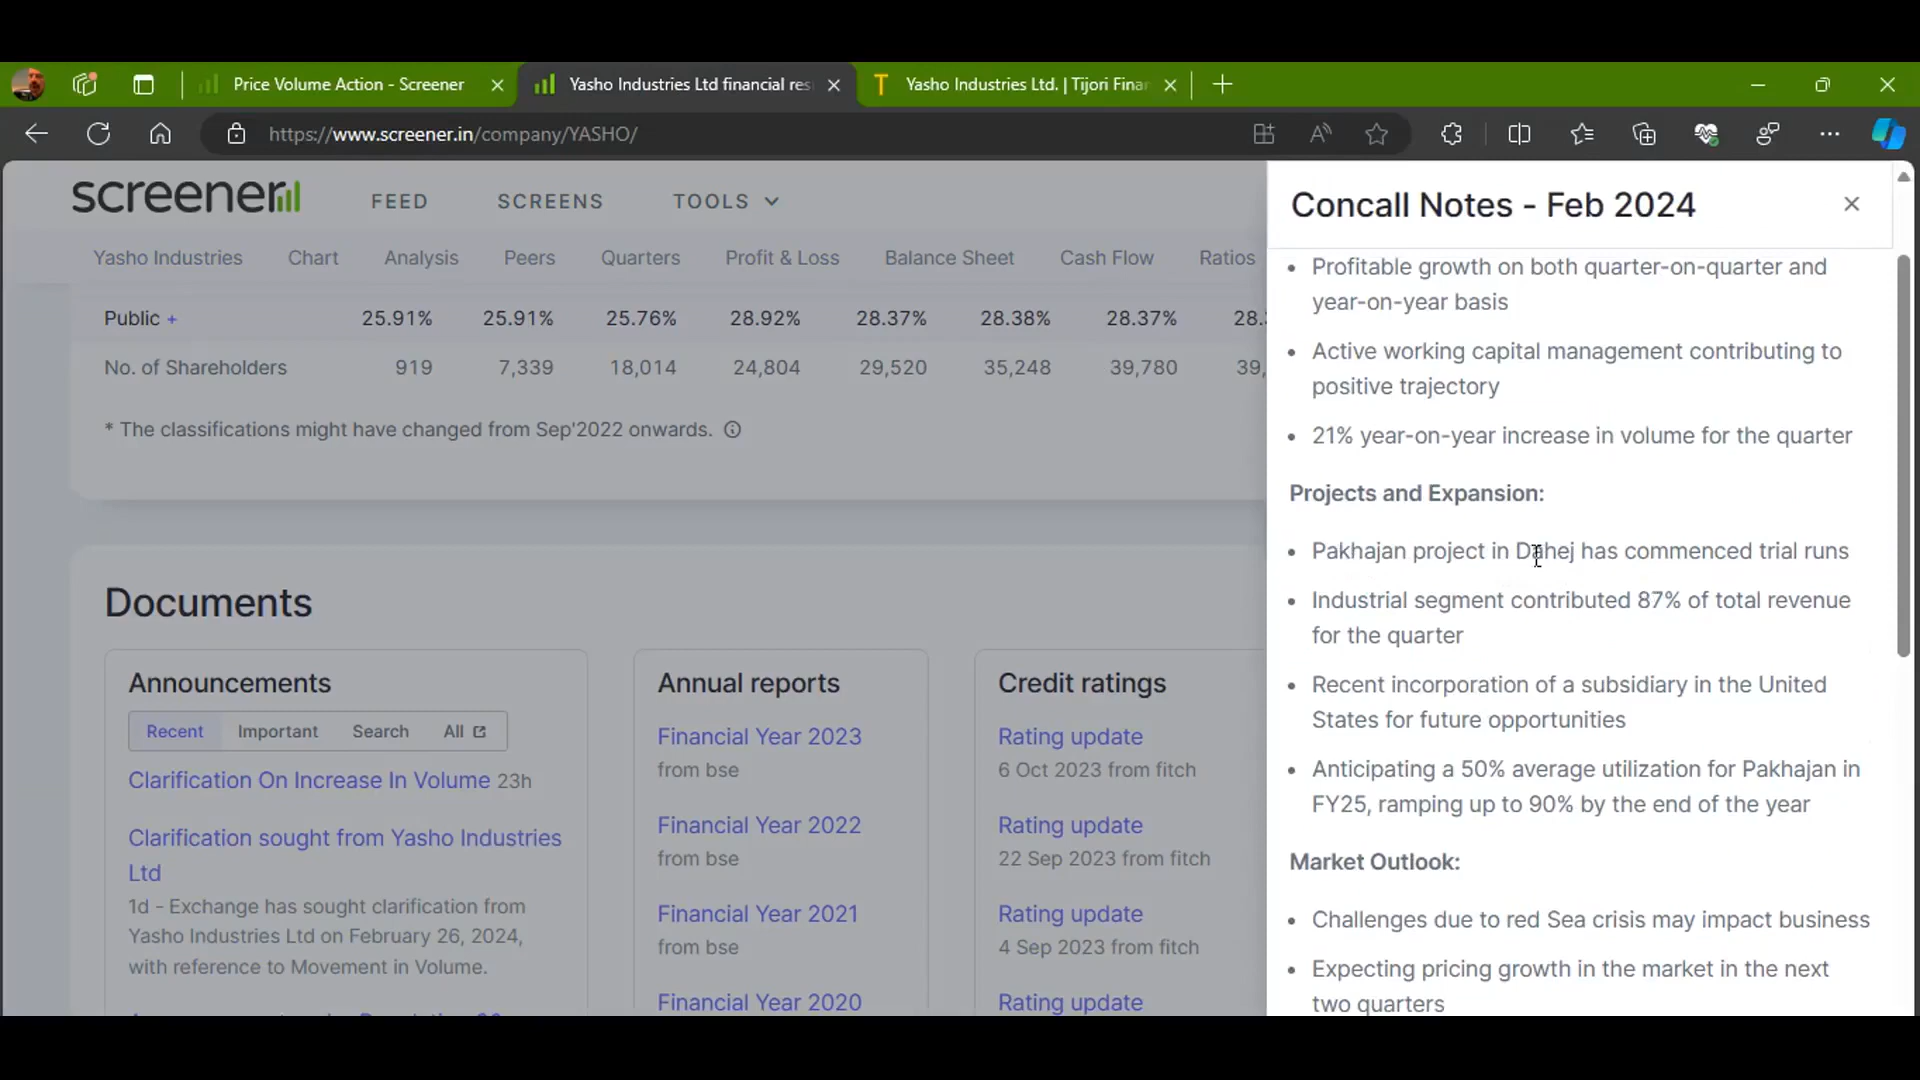 Price Volume Action - Screener
Yasho Industries Ltd financial res
T Yasho Industries Ltd. | Tijori Finan
https://www.screener.in/company/YASHO/
screener
FEED
SCREENS
TOOLS
Yasho Industries
Chart
Analysis
Peers
Quarters
Profit & Loss
Balance Sheet
Cash Flow
Ratios
Public + 25.91% 25.91% 25.76% 28.92% 28.37% 28.38% 28.37% 28.
No. of Shareholders 919 7,339 18,014 24,804 29,520 35,248 39,780 39,
* The classifications might have changed from Sep'2022 onwards.
Documents
Announcements
Recent
Important
Search
All
Clarification On Increase In Volume 23h
Clarification sought from Yasho Industries
Ltd
1d - Exchange has sought clarification from
Yasho Industries Ltd on February 26, 2024,
with reference to Movement in Volume.
Annual reports
Financial Year 2023
from bse
Financial Year 2022
from bse
Financial Year 2021
from bse
Financial Year 2020
Credit ratings
Rating update
6 Oct 2023 from fitch
Rating update
22 Sep 2023 from fitch
Rating update
4 Sep 2023 from fitch
Rating update
Concall Notes - Feb 2024
• Profitable growth on both quarter-on-quarter and
year-on-year basis
• Active working capital management contributing to
positive trajectory
• 21% year-on-year increase in volume for the quarter
Projects and Expansion:
• Pakhajan project in Dahej has commenced trial runs
• Industrial segment contributed 87% of total revenue
for the quarter
• Recent incorporation of a subsidiary in the United
States for future opportunities
• Anticipating a 50% average utilization for Pakhajan in
FY25, ramping up to 90% by the end of the year
Market Outlook:
• Challenges due to red Sea crisis may impact business
• Expecting pricing growth in the market in the next
two quarters